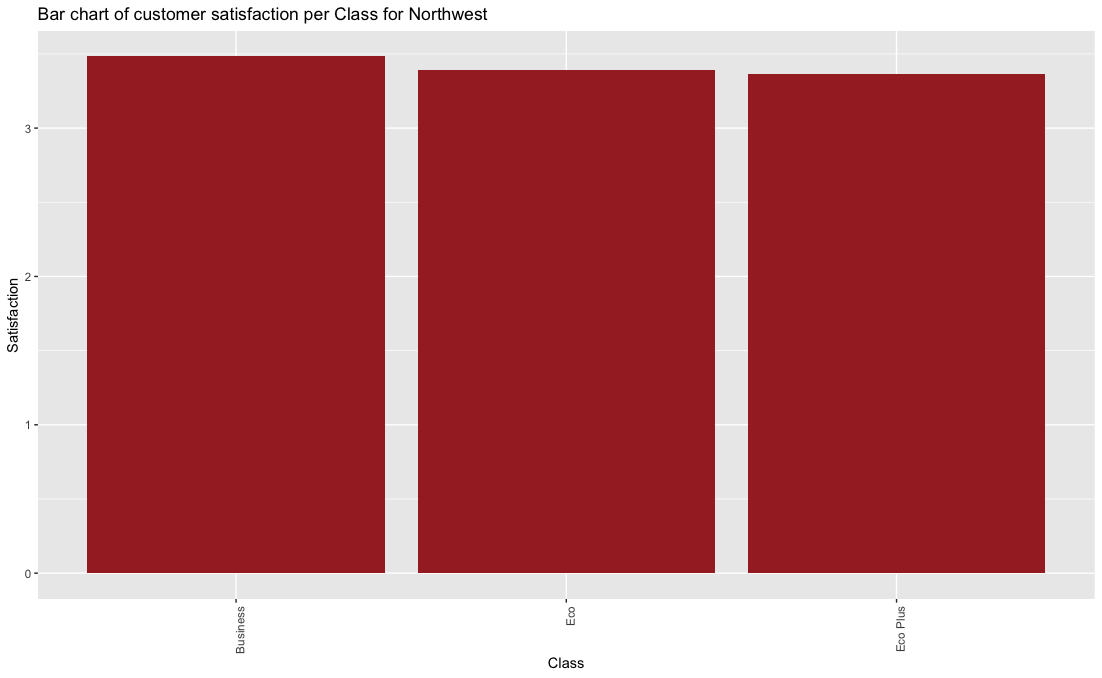 Bar chart of customer satisfaction per Class for Northwest
Satisfaction
3
2
1
0
Business
Eco
Eco Plus
Class